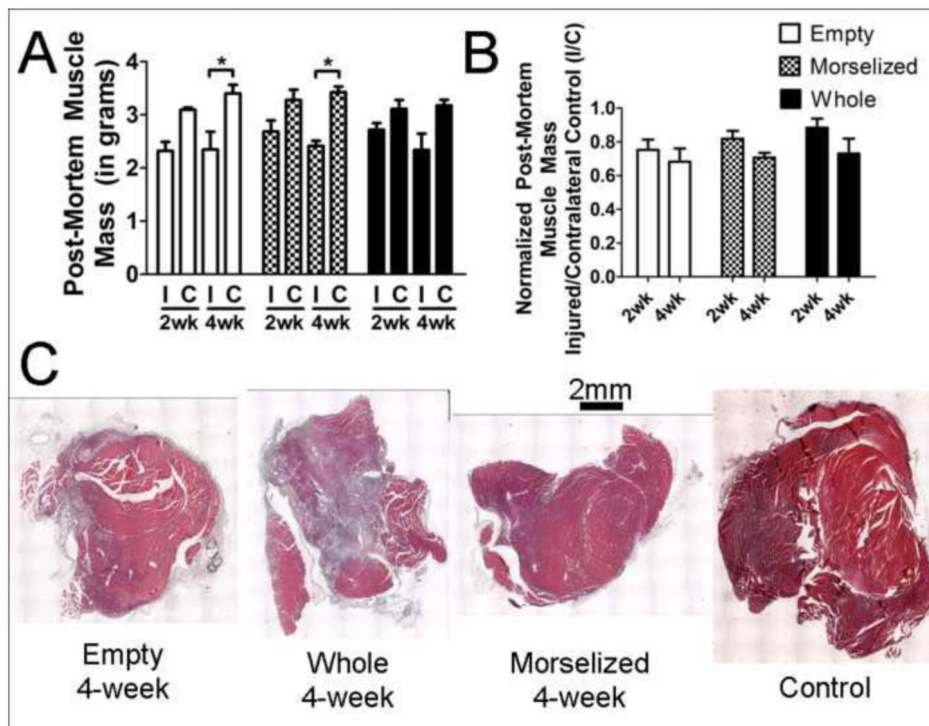 A
Post-Mortem Muscle
Mass (in grams)
4
3
2
1
0
*
*
I C I C I C I C I C I C
2wk 4wk 2wk 4wk 2wk 4wk
B
Empty
Morselized
Whole
Normalized Post-Mortem
Muscle Mass
Injured/Contralateral Control (I/C)
1.0
0.8
0.6
0.4
0.2
0.0
2wk 4wk 2wk 4wk 2wk 4wk
C
2mm
Empty
4-week
Whole
4-week
Morselized
4-week
Control